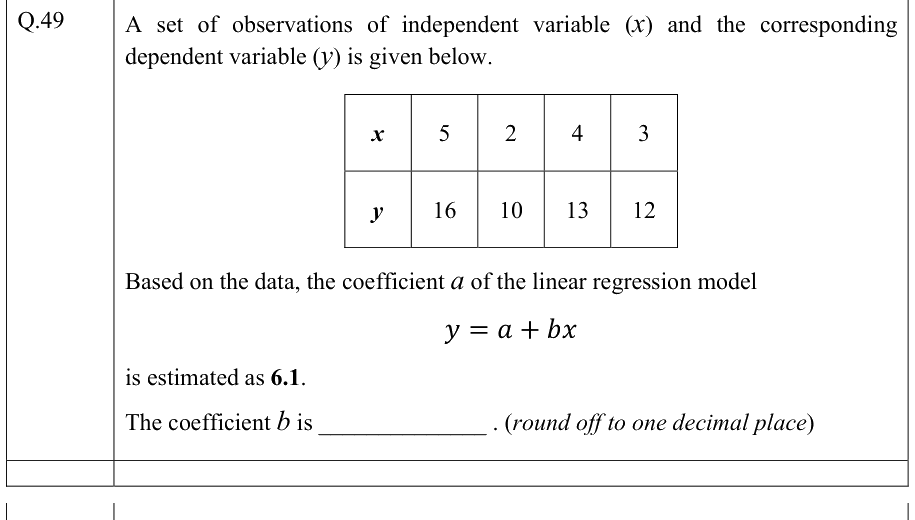 Q.49
A set of observations of independent variable (x) and the corresponding
dependent variable (y) is given below.
x 5 2 4 3
y 16 10 13 12
Based on the data, the coefficient a of the linear regression model
y = a + bx
is estimated as 6.1.
The coefficient b is ______________ . (round off to one decimal place)